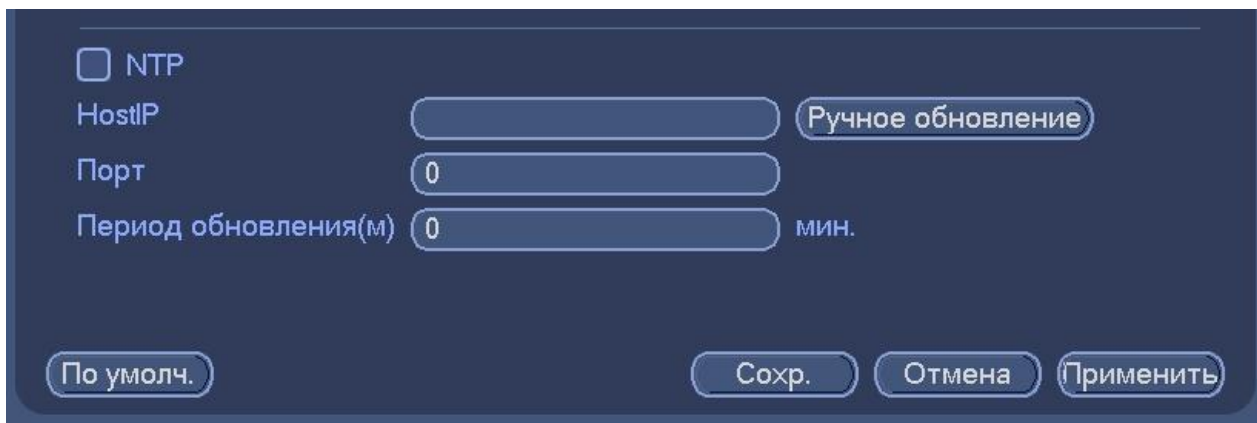 NTP
HostIP Ручное обновление
Порт 0
Период обновления(м) 0 мин.
По умолч. Сохр. Отмена Применить